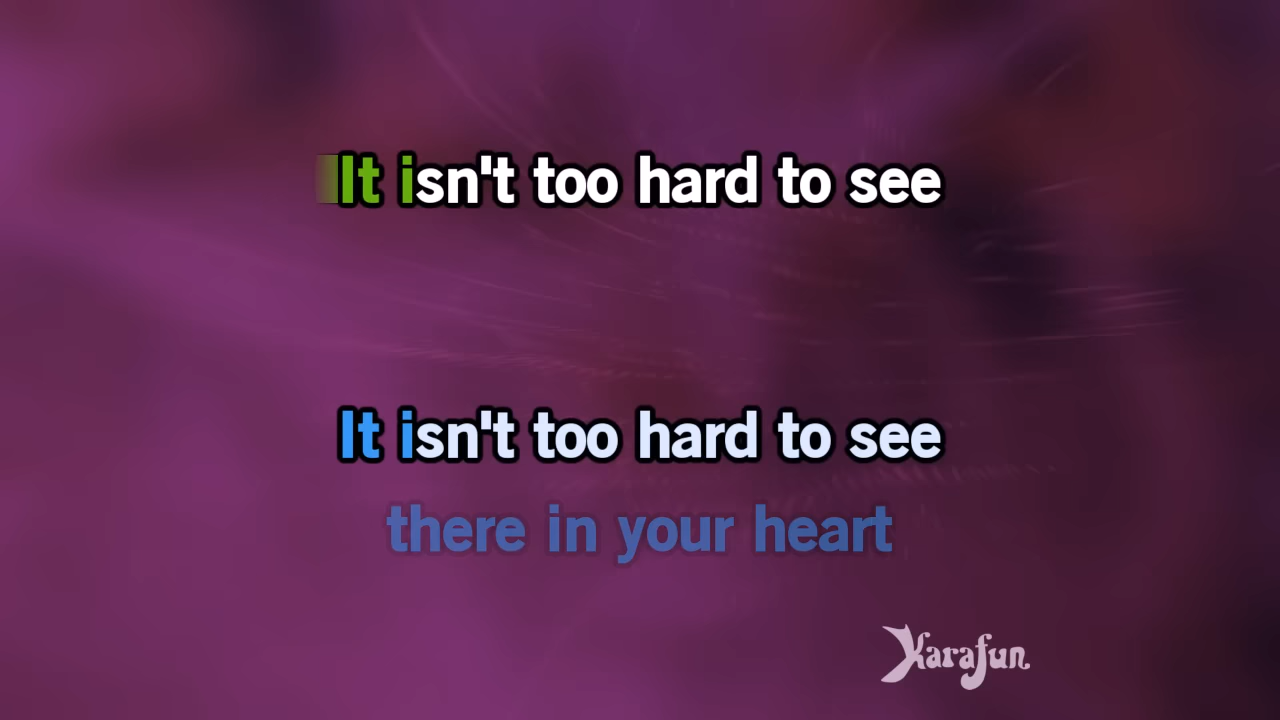 It isn't too hard to see
It isn't too hard to see
there in your heart
Karafun